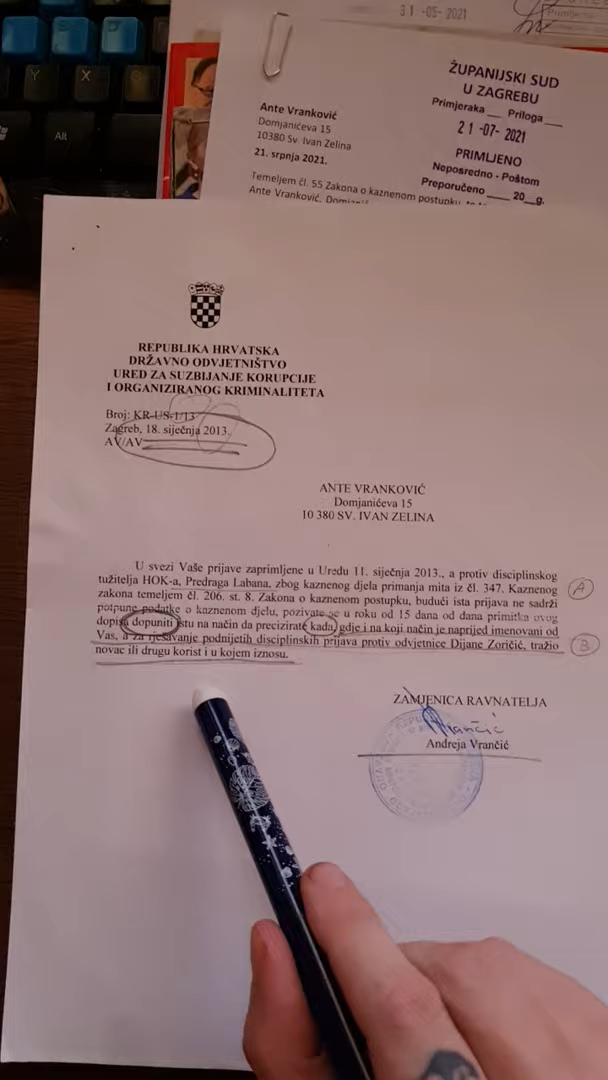 31 -05- 2021
Primljeno
Y
X
Alt
ŽUPANIJSKI SUD
U ZAGREBU
Primjeraka ___ Priloga ___
21 -07- 2021
PRIMLJENO
Neposredno - Poštom
Preporučeno ____ 20__g.
Ante Vranković
Domjanićeva 15
10380 Sv. Ivan Zelina
21. srpnja 2021.
Temeljem čl. 55 Zakona o kaznenom postupku,
Ante Vranković,
REPUBLIKA HRVATSKA
DRŽAVNO ODVJETNIŠTVO
URED ZA SUZBIJANJE KORUPCIJE
I ORGANIZIRANOG KRIMINALITETA
Broj: KR-US-1/13
Zagreb, 18. siječnja 2013.
AV/AV
ANTE VRANKOVIĆ
Domjanićeva 15
10 380 SV. IVAN ZELINA
U svezi Vaše prijave zaprimljene u Uredu 11. siječnja 2013., a protiv disciplinskog
tužitelja HOK-a, Predraga Labana, zbog kaznenog djela primanja mita iz čl. 347. Kaznenog
zakona temeljem čl. 206. st. 8. Zakona o kaznenom postupku, budući ista prijava ne sadrži
potpune podatke o kaznenom djelu, pozivate se u roku od 15 dana od dana primitka ovog
dopisa dopuniti istu na način da precizirate kada, gdje i na koji način je naprijed imenovani od
Vas, a za rješavanje podnijetih disciplinskih prijava protiv odvjetnice Dijane Zoričić, tražio
novac ili drugu korist i u kojem iznosu.
A
B
ZAMJENICA RAVNATELJA
Vrančić
Andreja Vrančić